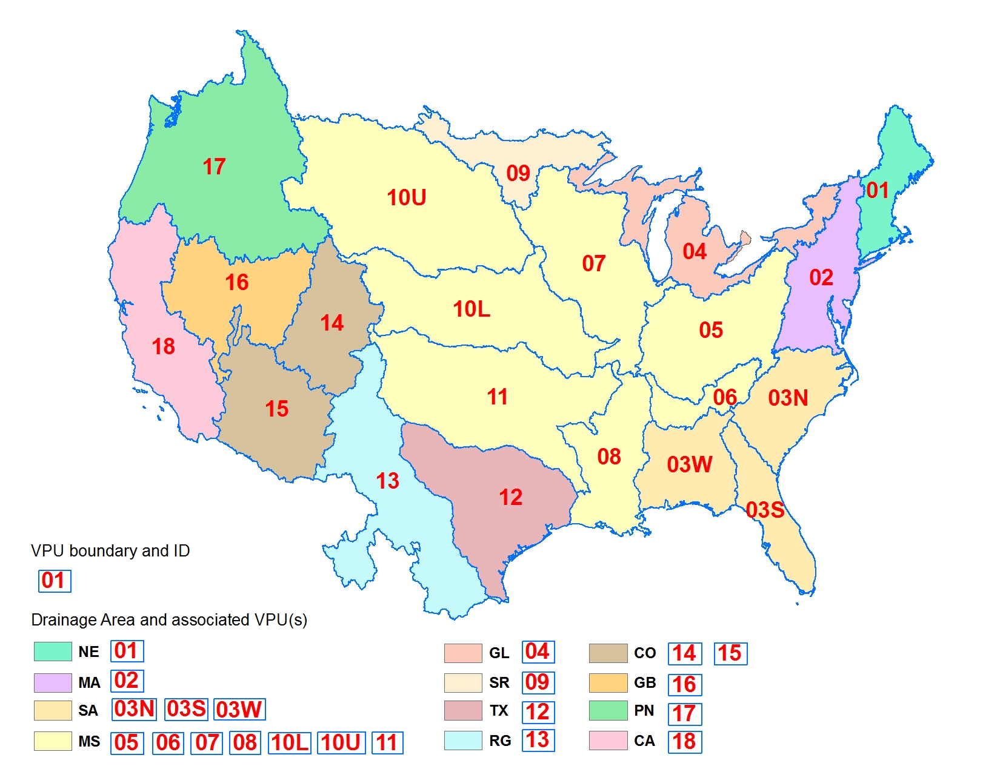 17
09
10U
01
04
07
02
16
10L
14
05
18
11
06
03N
15
08
03W
13
12
03S
VPU boundary and ID
01
Drainage Area and associated VPU(s)
NE 01
MA 02
SA 03N 03S 03W
MS 05 06 07 08 10L 10U 11
GL 04
SR 09
TX 12
RG 13
CO 14 15
GB 16
PN 17
CA 18